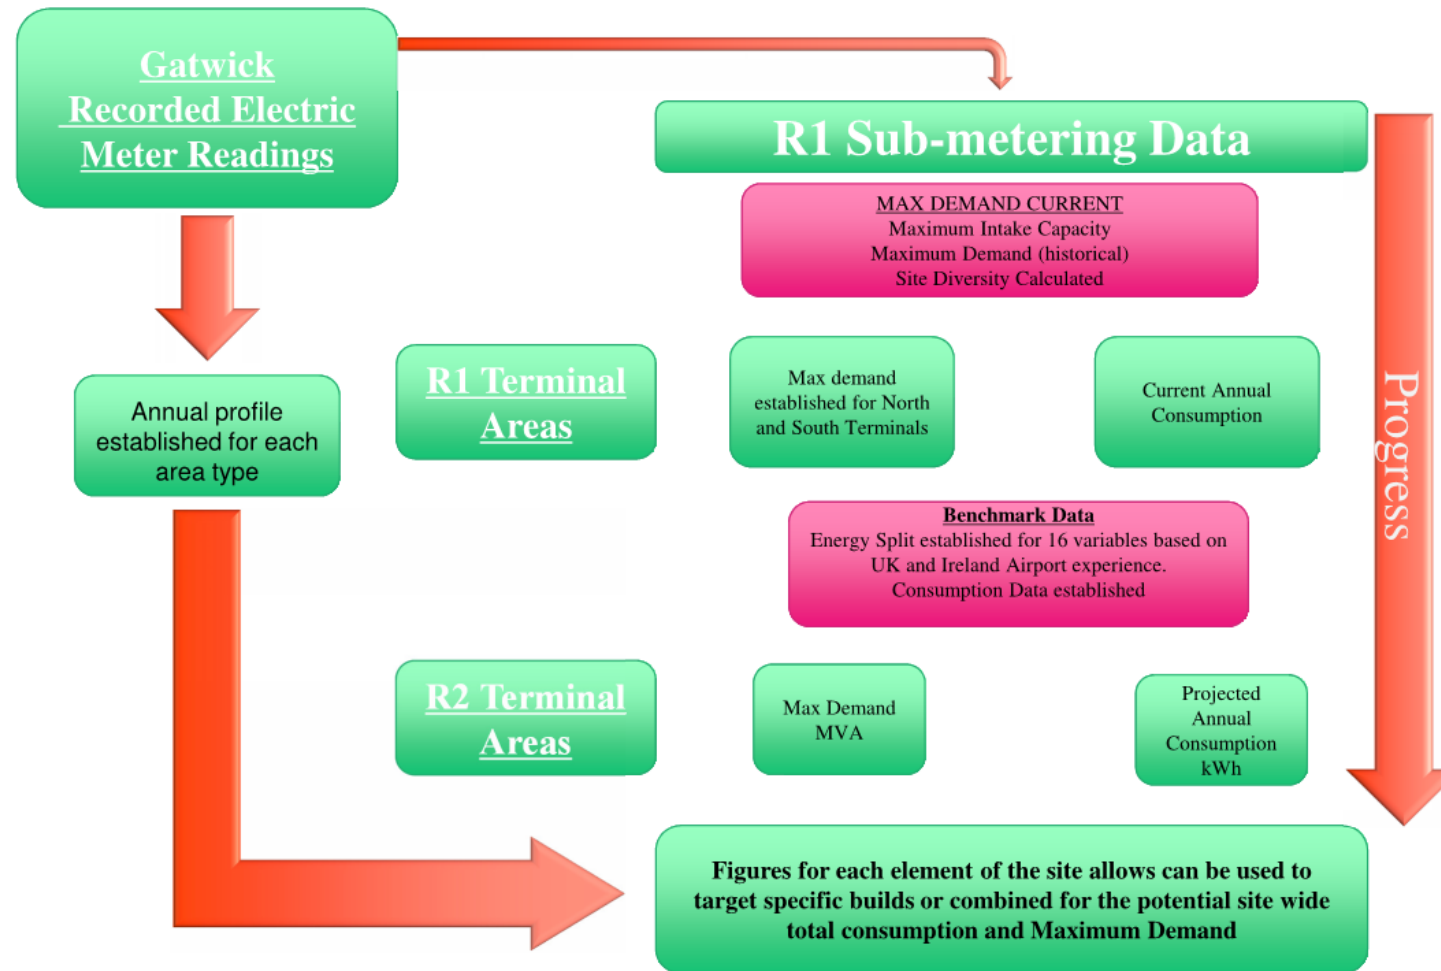 Gatwick
Recorded Electric
Meter Readings
R1 Sub-metering Data
MAX DEMAND CURRENT
Maximum Intake Capacity
Maximum Demand (historical)
Site Diversity Calculated
Annual profile
established for each
area type
R1 Terminal
Areas
Max demand
established for North
and South Terminals
Current Annual
Consumption
Progress
Benchmark Data
Energy Split established for 16 variables based on
UK and Ireland Airport experience.
Consumption Data established
R2 Terminal
Areas
Max Demand
MVA
Projected
Annual
Consumption
kWh
Figures for each element of the site allows can be used to
target specific builds or combined for the potential site wide
total consumption and Maximum Demand